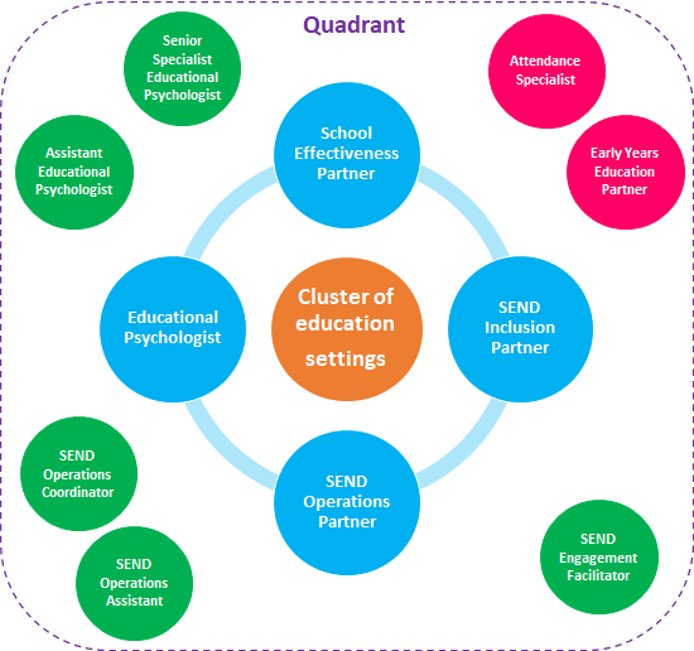 Quadrant
Senior
Specialist
Educational
Psychologist
Attendance
Specialist
Assistant
Educational
Psychologist
School
Effectiveness
Partner
Early Years
Education
Partner
Educational
Psychologist
Cluster of
education
settings
SEND
Inclusion
Partner
SEND
Operations
Coordinator
SEND
Operations
Partner
SEND
Operations
Assistant
SEND
Engagement
Facilitator